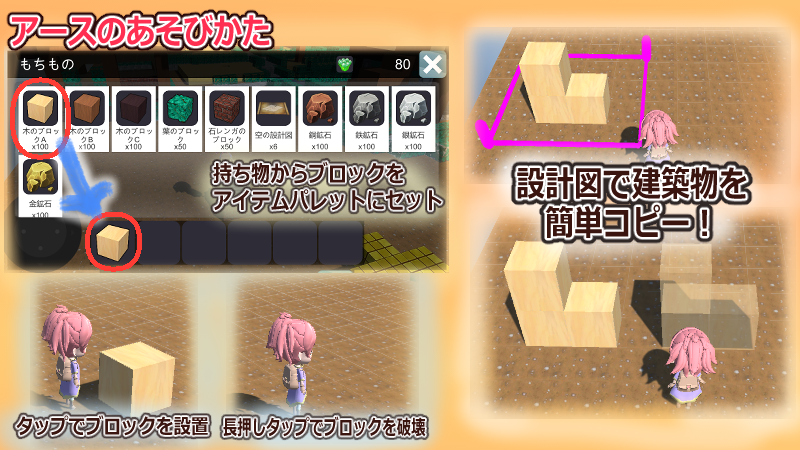 アースのあそびかた
もちもの
80
木のブロックA
x100
木のブロックB
x100
木のブロックC
x100
葉のブロック
x50
石レンガのブロック
x50
空の設計図
x6
銅鉱石
x100
鉄鉱石
x100
銀鉱石
x100
金鉱石
x100
持ち物からブロックを
アイテムパレットにセット
設計図で建築物を
簡単コピー！
タップでブロックを設置
長押しタップでブロックを破壊